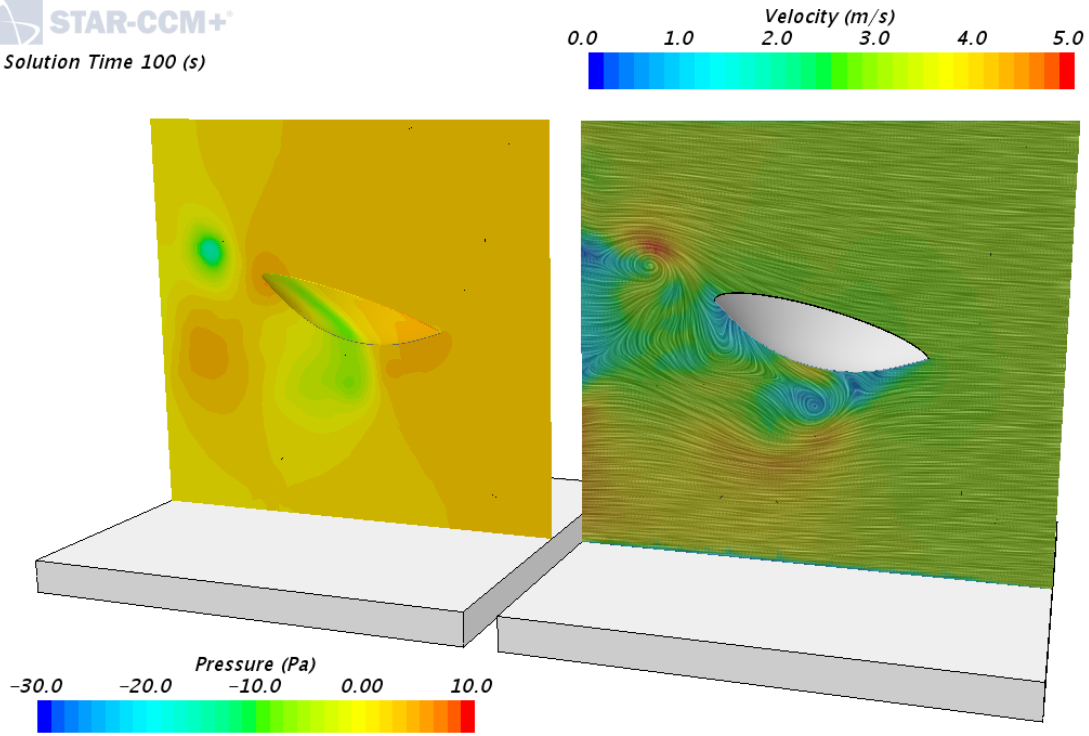 STAR-CCM+
Solution Time 100 (s)
Velocity (m/s)
0.0 1.0 2.0 3.0 4.0 5.0
Pressure (Pa)
−30.0 −20.0 −10.0 0.00 10.0